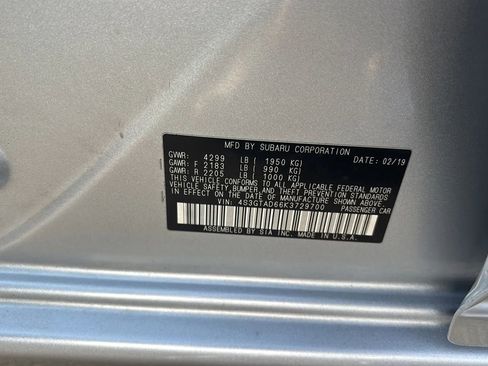 MFD BY SUBARU CORPORATION
GVWR: 4299 LB ( 1950 KG) DATE: 02/19
GAWR: F 2183 LB ( 990 KG)
GAWR: R 2205 LB ( 1000 KG)
THIS VEHICLE CONFORMS TO ALL APPLICABLE FEDERAL MOTOR
VEHICLE SAFETY,BUMPER,AND THEFT PREVENTION STANDARDS
IN EFFECT ON THE DATE OF MANUFACTURE SHOWN ABOVE.
VIN: 4S3GTAD66K3729700 PASSENGER CAR
ASSEMBLED BY SIA INC. MADE IN U.S.A.